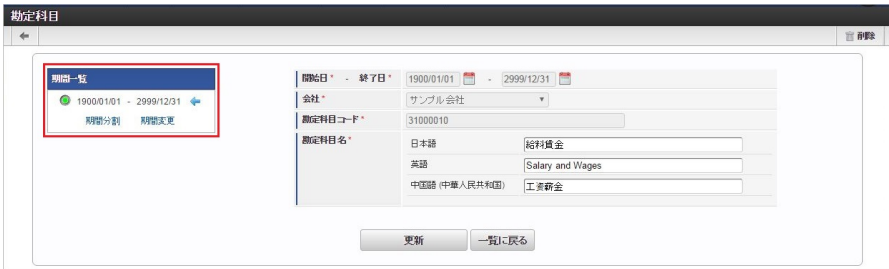 勘定科目
削除
期間一覧
1900/01/01 - 2999/12/31
期間分割 期間変更
開始日* - 終了日* 1900/01/01 - 2999/12/31
会社* サンプル会社
勘定科目コード* 31000010
勘定科目名*
日本語 給料賃金
英語 Salary and Wages
中国語 (中華人民共和国) 工资薪金
更新 一覧に戻る